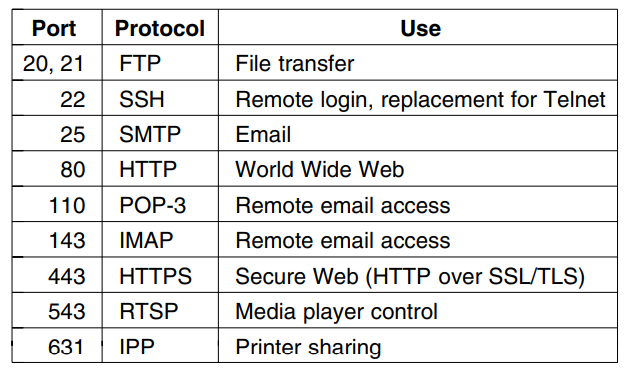 Port Protocol Use
20, 21 FTP File transfer
22 SSH Remote login, replacement for Telnet
25 SMTP Email
80 HTTP World Wide Web
110 POP-3 Remote email access
143 IMAP Remote email access
443 HTTPS Secure Web (HTTP over SSL/TLS)
543 RTSP Media player control
631 IPP Printer sharing